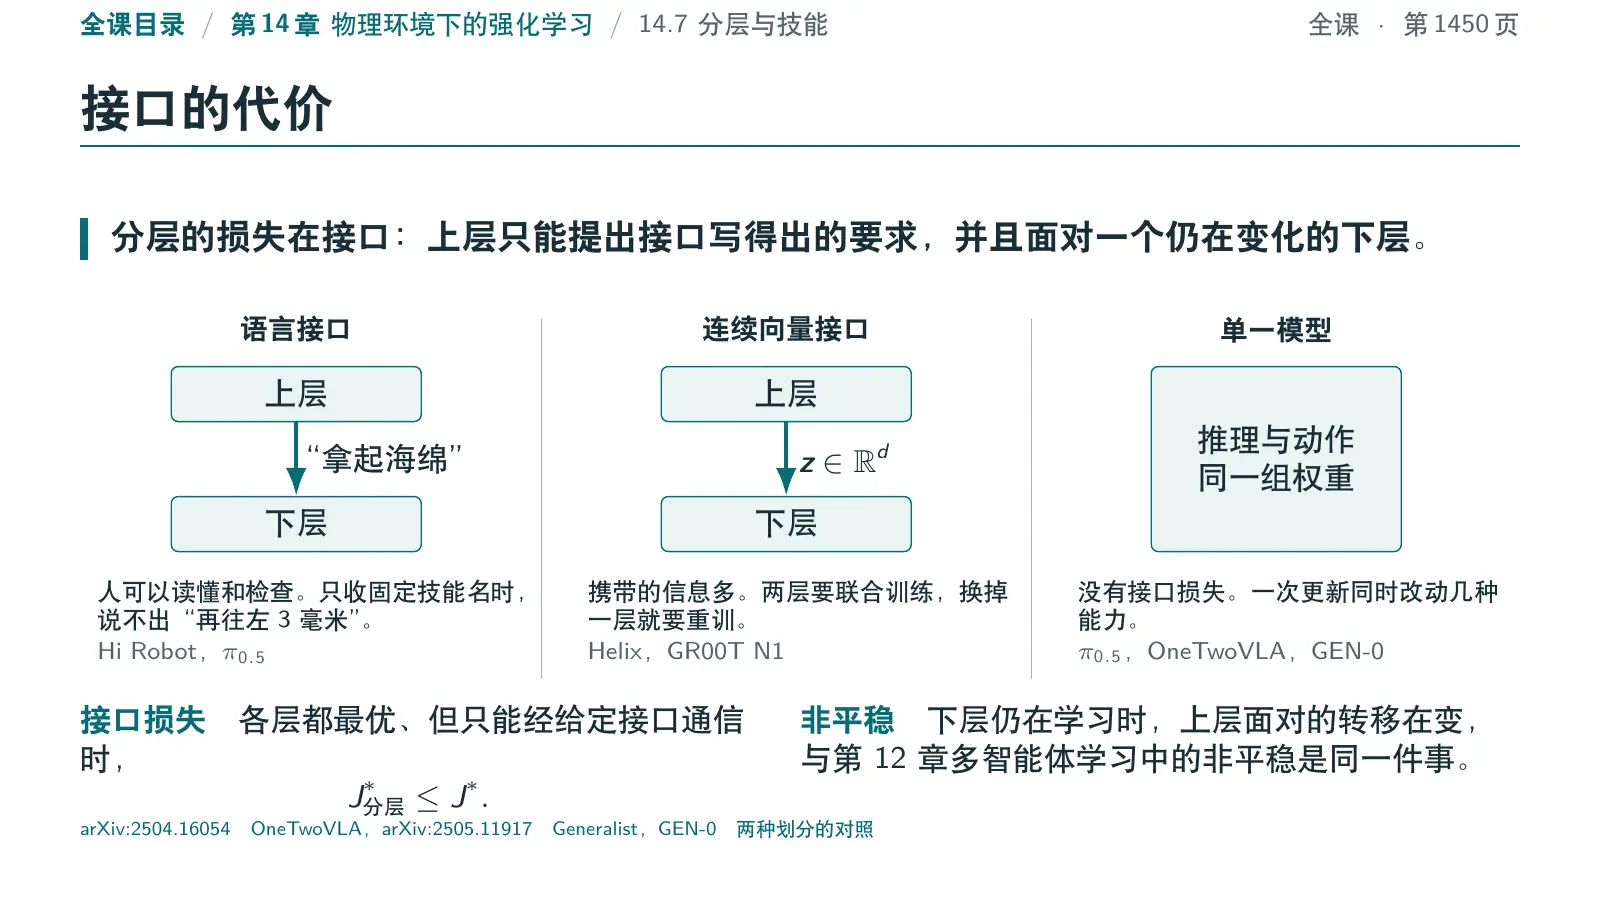 全课目录 / 第 14 章 物理环境下的强化学习 / 14.7 分层与技能
全课 · 第 1450 页
接口的代价
分层的损失在接口：上层只能提出接口写得出的要求，并且面对一个仍在变化的下层。
语言接口
上层
“拿起海绵”
下层
人可以读懂和检查。只收固定技能名时，
说不出 “再往左 3 毫米”。
Hi Robot，π₀.₅
连续向量接口
上层
z ∈ ℝᵈ
下层
携带的信息多。两层要联合训练，换掉
一层就要重训。
Helix，GR00T N1
单一模型
推理与动作
同一组权重
没有接口损失。一次更新同时改动几种
能力。
π₀.₅，OneTwoVLA，GEN-0
接口损失 各层都最优、但只能经给定接口通信
时，
J*分层 ≤ J*.
非平稳 下层仍在学习时，上层面对的转移在变，
与第 12 章多智能体学习中的非平稳是同一件事。
arXiv:2504.16054 OneTwoVLA，arXiv:2505.11917 Generalist，GEN-0 两种划分的对照